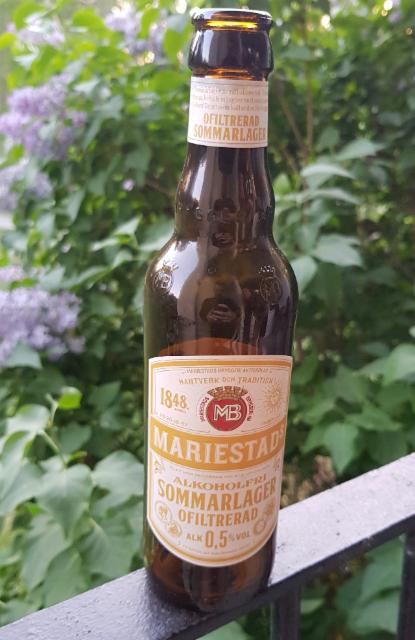 OFILTRERAD
SOMMARLAGER
HANTVERK OCH TRADITION
1848.
MB
MARIESTADS
ALKOHOLFRI
SOMMARLAGER
OFILTRERAD
ALK 0,5% VOL